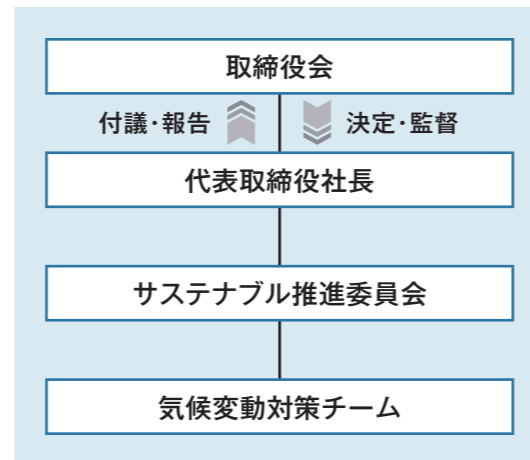 取締役会
付議・報告 決定・監督
代表取締役社長
サステナブル推進委員会
気候変動対策チーム